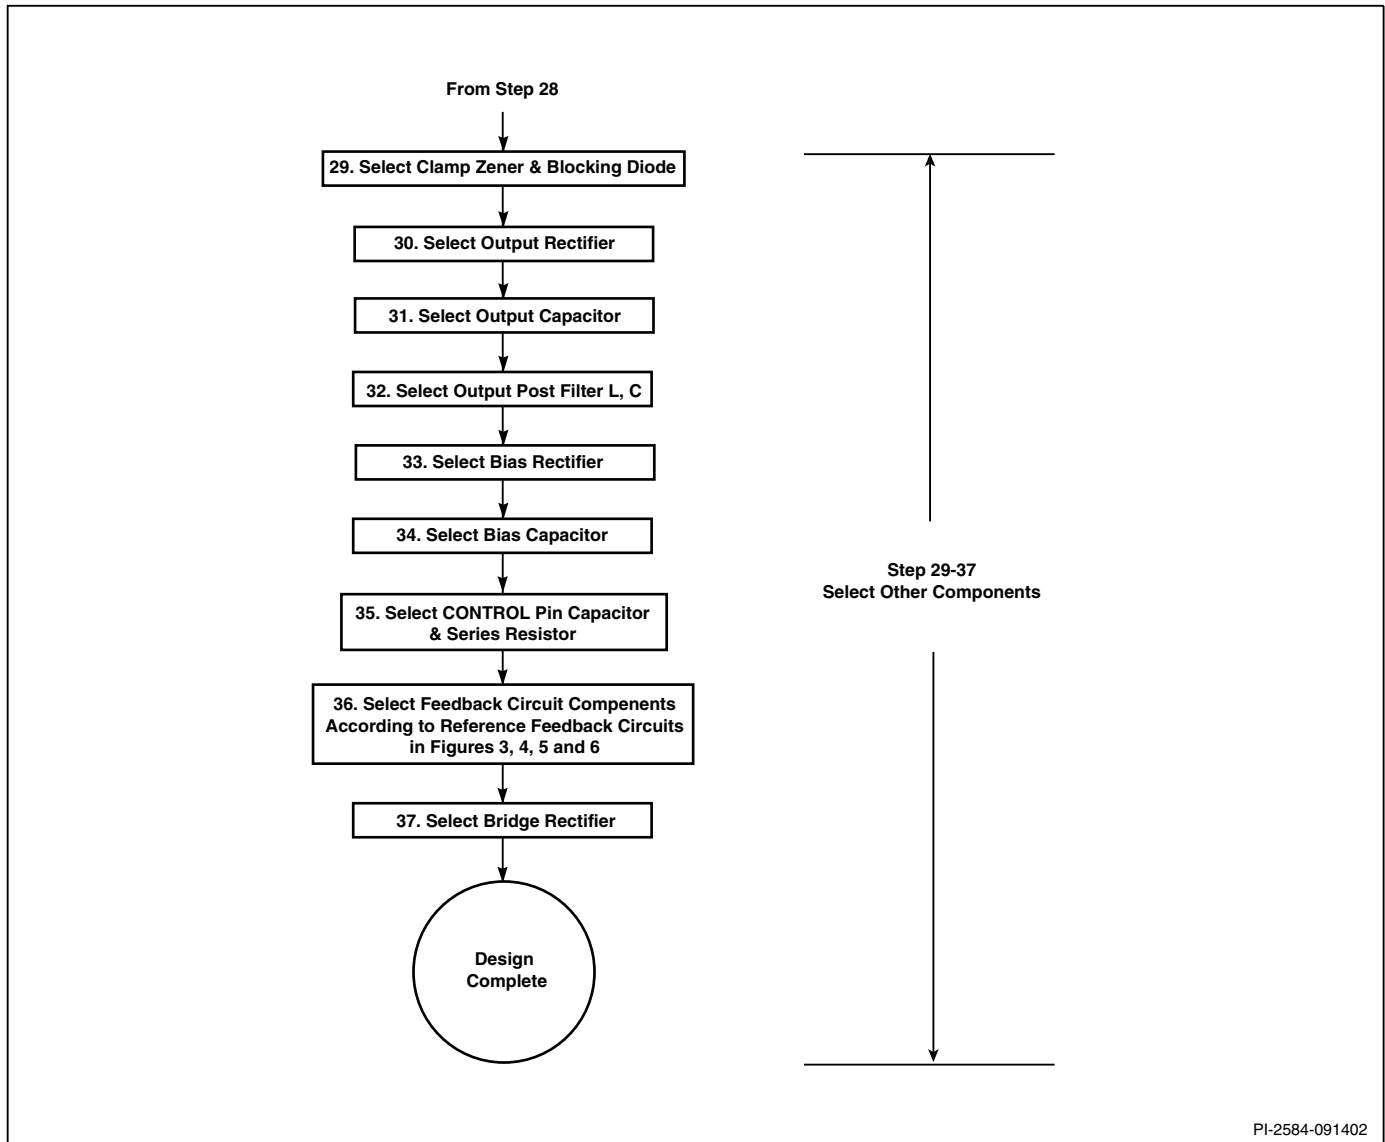 From Step 28
29. Select Clamp Zener & Blocking Diode
30. Select Output Rectifier
31. Select Output Capacitor
32. Select Output Post Filter L, C
33. Select Bias Rectifier
34. Select Bias Capacitor
35. Select CONTROL Pin Capacitor
& Series Resistor
36. Select Feedback Circuit Compenents
According to Reference Feedback Circuits
in Figures 3, 4, 5 and 6
37. Select Bridge Rectifier
Design
Complete
Step 29-37
Select Other Components
PI-2584-091402